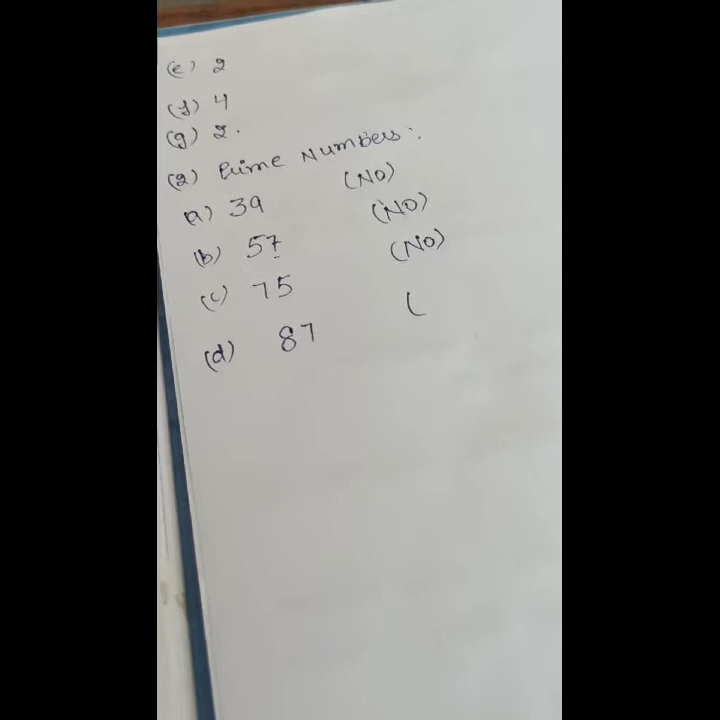 (e) 2
(f) 4
(g) 2.
(2) Prime Numbers :
(a) 39 (NO)
(b) 57 (NO)
(c) 75 (NO)
(d) 87 (